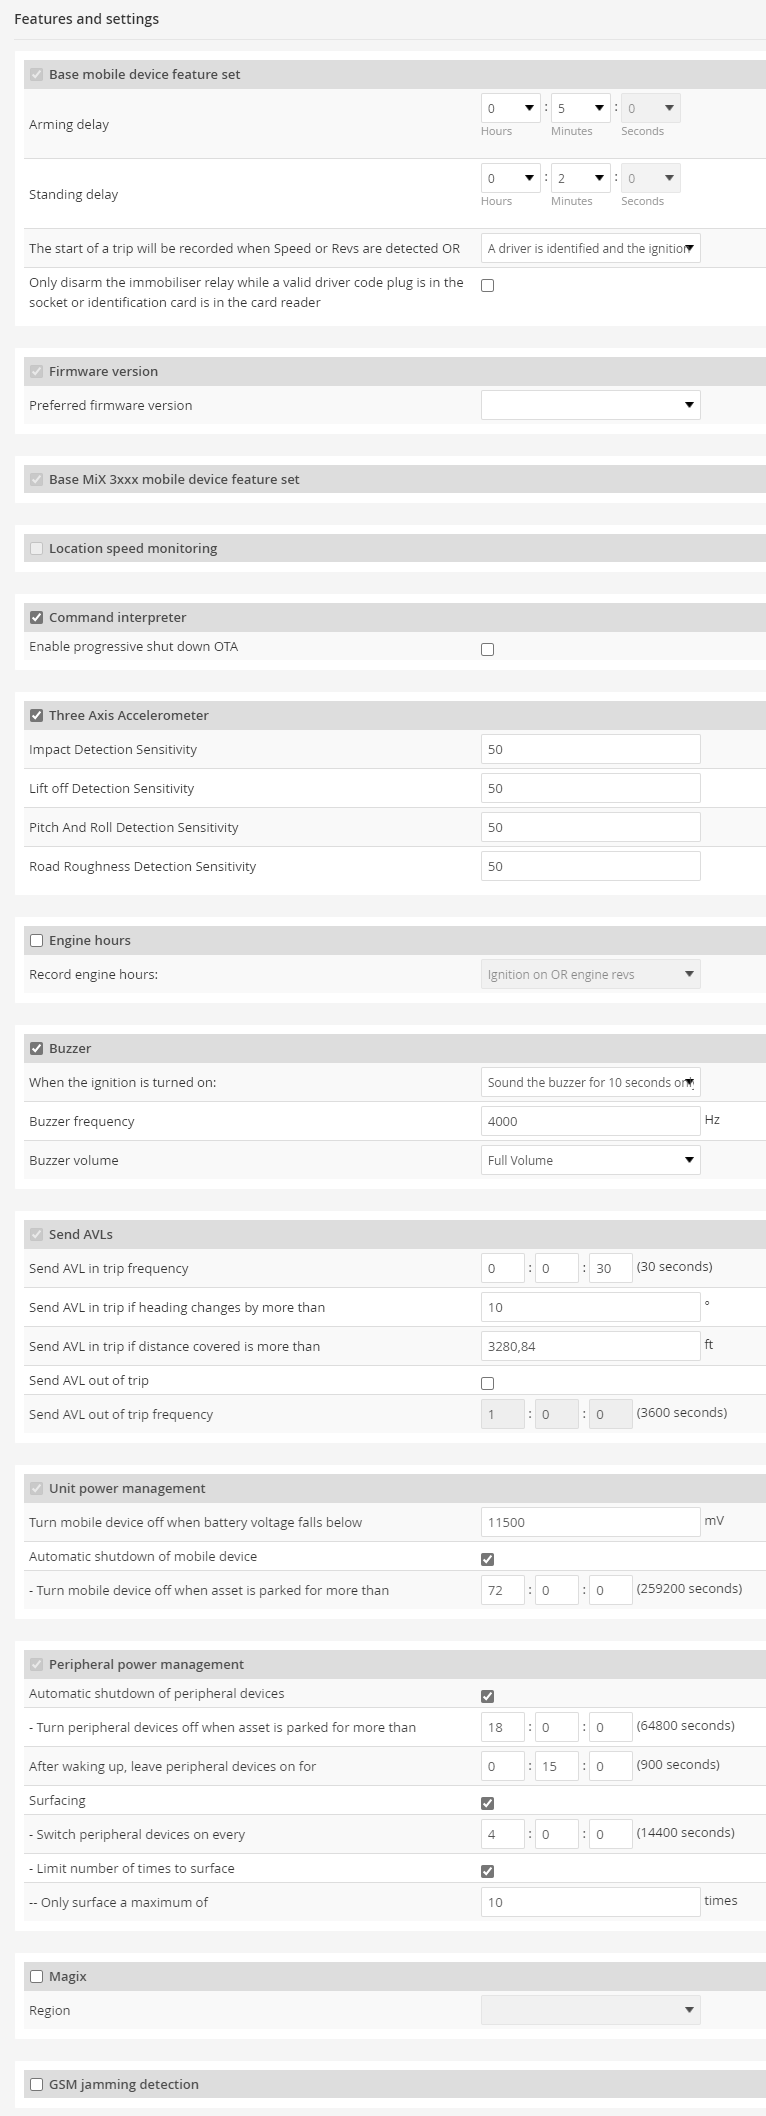 Features and settings
Base mobile device feature set
Arming delay
0 : 5 : 0
Hours Minutes Seconds
Standing delay
0 : 2 : 0
Hours Minutes Seconds
The start of a trip will be recorded when Speed or Revs are detected OR A driver is identified and the ignition
Only disarm the immobiliser relay while a valid driver code plug is in the
socket or identification card is in the card reader
Firmware version
Preferred firmware version
Base MiX 3xxx mobile device feature set
Location speed monitoring
Command interpreter
Enable progressive shut down OTA
Three Axis Accelerometer
Impact Detection Sensitivity 50
Lift off Detection Sensitivity 50
Pitch And Roll Detection Sensitivity 50
Road Roughness Detection Sensitivity 50
Engine hours
Record engine hours: Ignition on OR engine revs
Buzzer
When the ignition is turned on: Sound the buzzer for 10 seconds only
Buzzer frequency 4000 Hz
Buzzer volume Full Volume
Send AVLs
Send AVL in trip frequency 0 : 0 : 30 (30 seconds)
Send AVL in trip if heading changes by more than 10 °
Send AVL in trip if distance covered is more than 3280,84 ft
Send AVL out of trip
Send AVL out of trip frequency 1 : 0 : 0 (3600 seconds)
Unit power management
Turn mobile device off when battery voltage falls below 11500 mV
Automatic shutdown of mobile device
- Turn mobile device off when asset is parked for more than 72 : 0 : 0 (259200 seconds)
Peripheral power management
Automatic shutdown of peripheral devices
- Turn peripheral devices off when asset is parked for more than 18 : 0 : 0 (64800 seconds)
After waking up, leave peripheral devices on for 0 : 15 : 0 (900 seconds)
Surfacing
- Switch peripheral devices on every 4 : 0 : 0 (14400 seconds)
- Limit number of times to surface
-- Only surface a maximum of 10 times
Magix
Region
GSM jamming detection